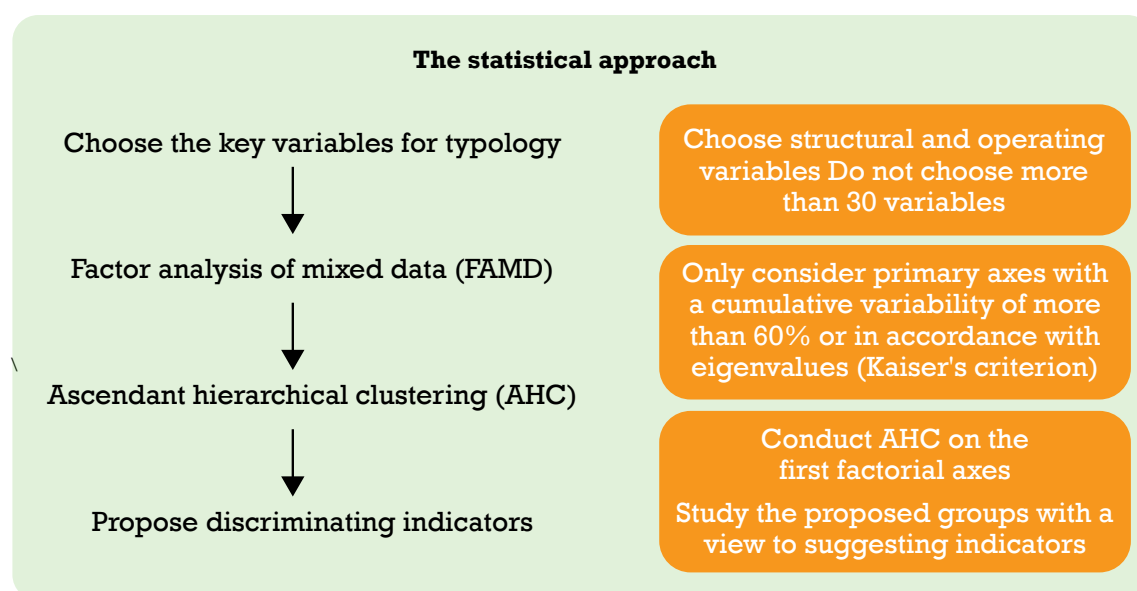 The statistical approach
Choose the key variables for typology
Choose structural and operating
variables Do not choose more
than 30 variables
Factor analysis of mixed data (FAMD)
Only consider primary axes with
a cumulative variability of more
than 60% or in accordance with
eigenvalues (Kaiser's criterion)
\
Ascendant hierarchical clustering (AHC)
Conduct AHC on the
first factorial axes
Study the proposed groups with a
view to suggesting indicators
Propose discriminating indicators